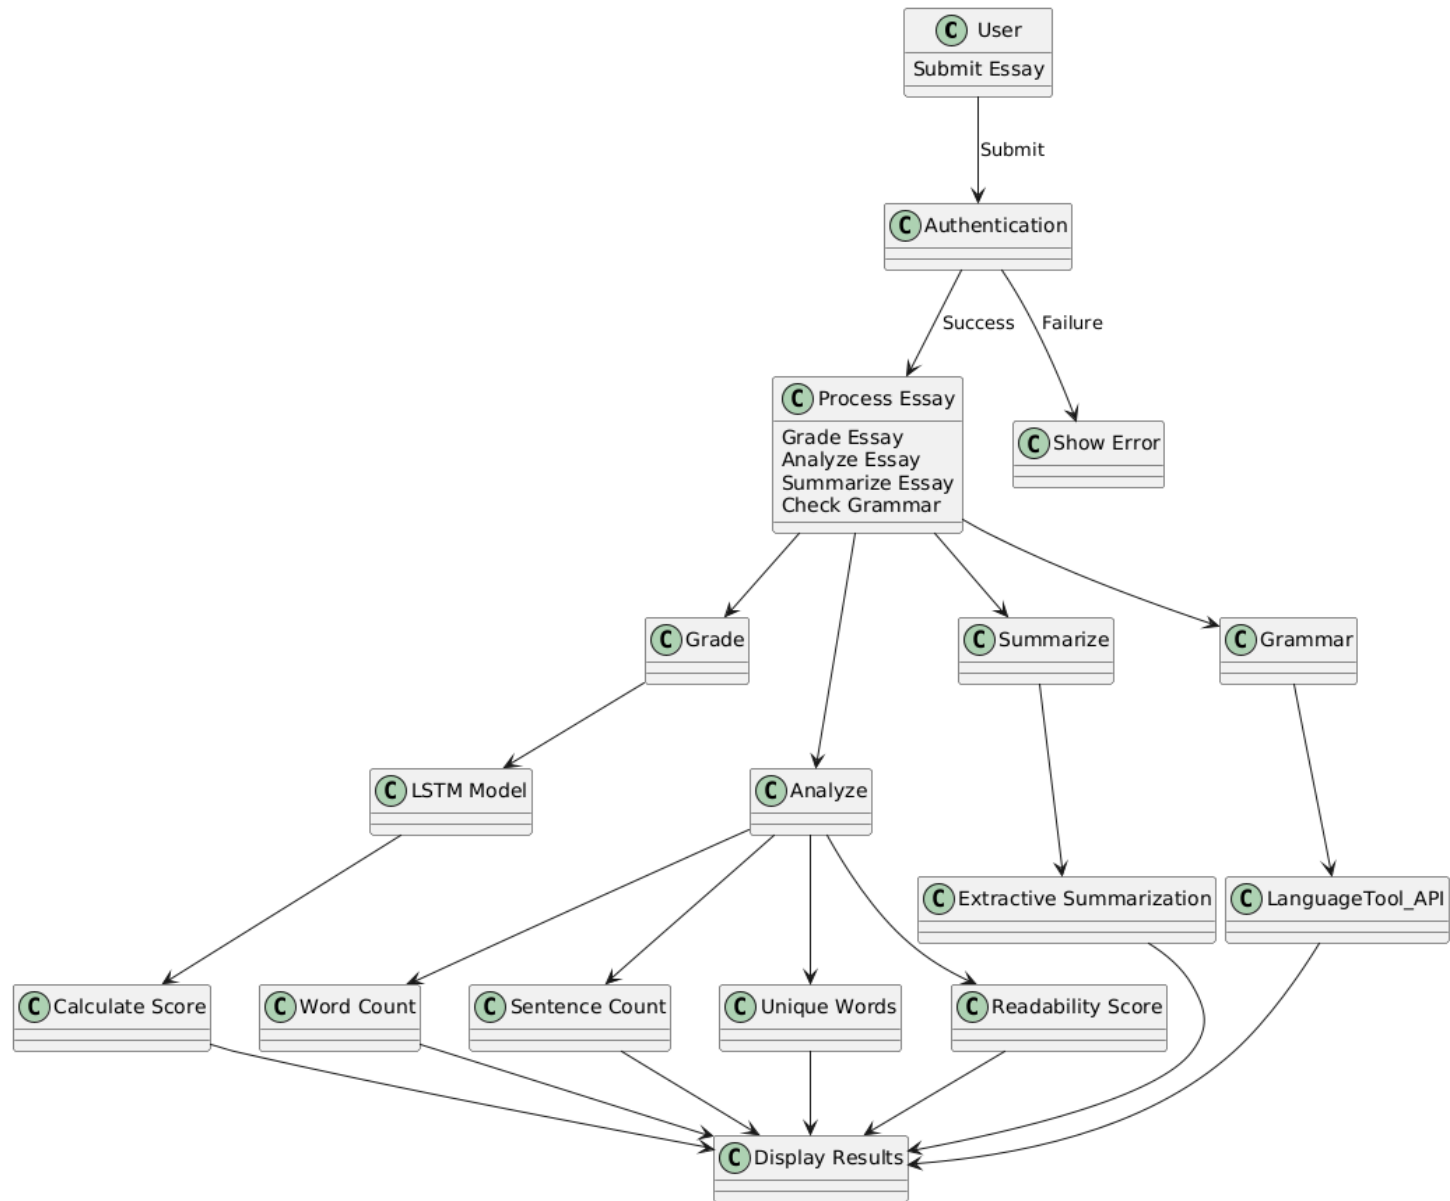 C User
Submit Essay
Submit
C Authentication
Success
Failure
C Process Essay
Grade Essay
Analyze Essay
Summarize Essay
Check Grammar
C Show Error
C Grade
C Summarize
C Grammar
C LSTM Model
C Analyze
C Extractive Summarization
C LanguageTool_API
C Calculate Score
C Word Count
C Sentence Count
C Unique Words
C Readability Score
C Display Results